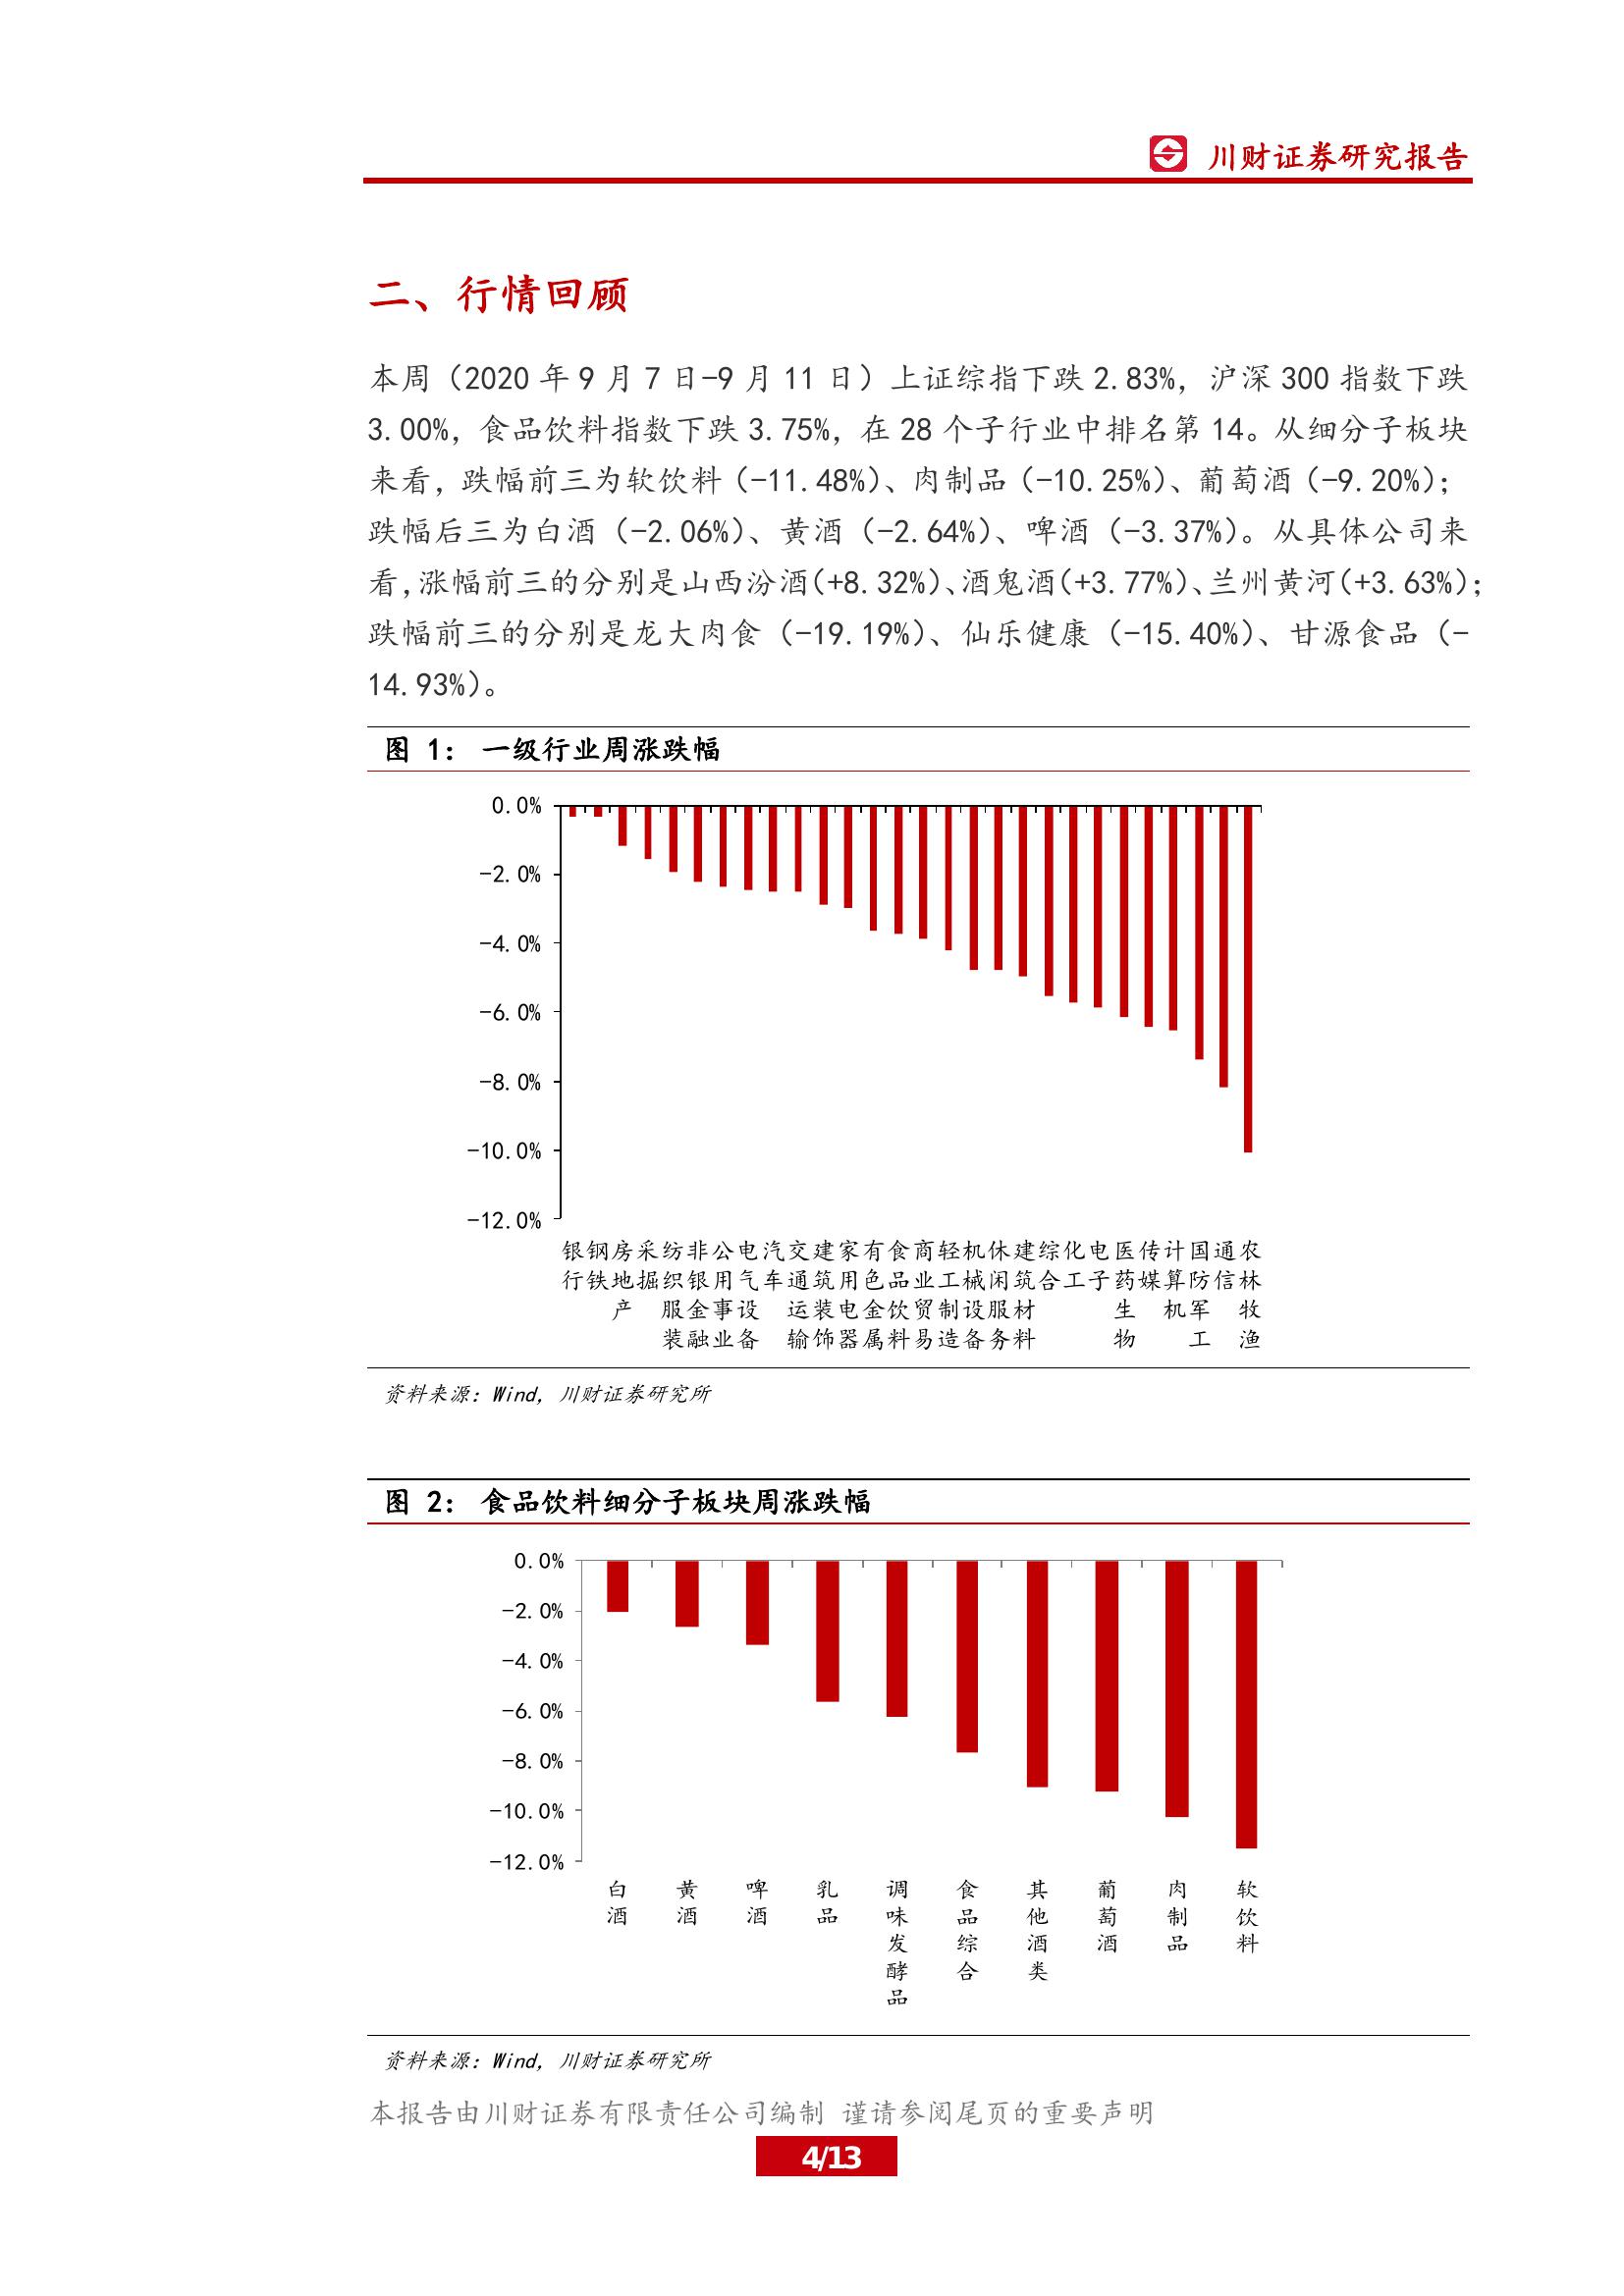 川财证券研究报告
二、行情回顾
本周（2020 年 9 月 7 日-9 月 11 日）上证综指下跌 2.83%，沪深 300 指数下跌
3.00%，食品饮料指数下跌 3.75%，在 28 个子行业中排名第 14。从细分子板块
来看，跌幅前三为软饮料（-11.48%）、肉制品（-10.25%）、葡萄酒（-9.20%）；
跌幅后三为白酒（-2.06%）、黄酒（-2.64%）、啤酒（-3.37%）。从具体公司来
看，涨幅前三的分别是山西汾酒（+8.32%）、酒鬼酒（+3.77%）、兰州黄河（+3.63%）；
跌幅前三的分别是龙大肉食（-19.19%）、仙乐健康（-15.40%）、甘源食品（-
14.93%）。
图 1： 一级行业周涨跌幅
0.0%
-2.0%
-4.0%
-6.0%
-8.0%
-10.0%
-12.0%
银行
钢铁
房地产
采掘
纺织服装
非银金融
公用事业
电气设备
汽车
交通运输
建筑装饰
家用电器
有色金属
食品饮料
商业贸易
轻工制造
机械设备
休闲服务
建筑材料
综合
化工
电子
医药生物
传媒
计算机
国防军工
通信
农林牧渔
资料来源：Wind，川财证券研究所
图 2： 食品饮料细分子板块周涨跌幅
0.0%
-2.0%
-4.0%
-6.0%
-8.0%
-10.0%
-12.0%
白酒
黄酒
啤酒
乳品
调味发酵品
食品综合
其他酒类
葡萄酒
肉制品
软饮料
资料来源：Wind，川财证券研究所
本报告由川财证券有限责任公司编制 谨请参阅尾页的重要声明
4/13